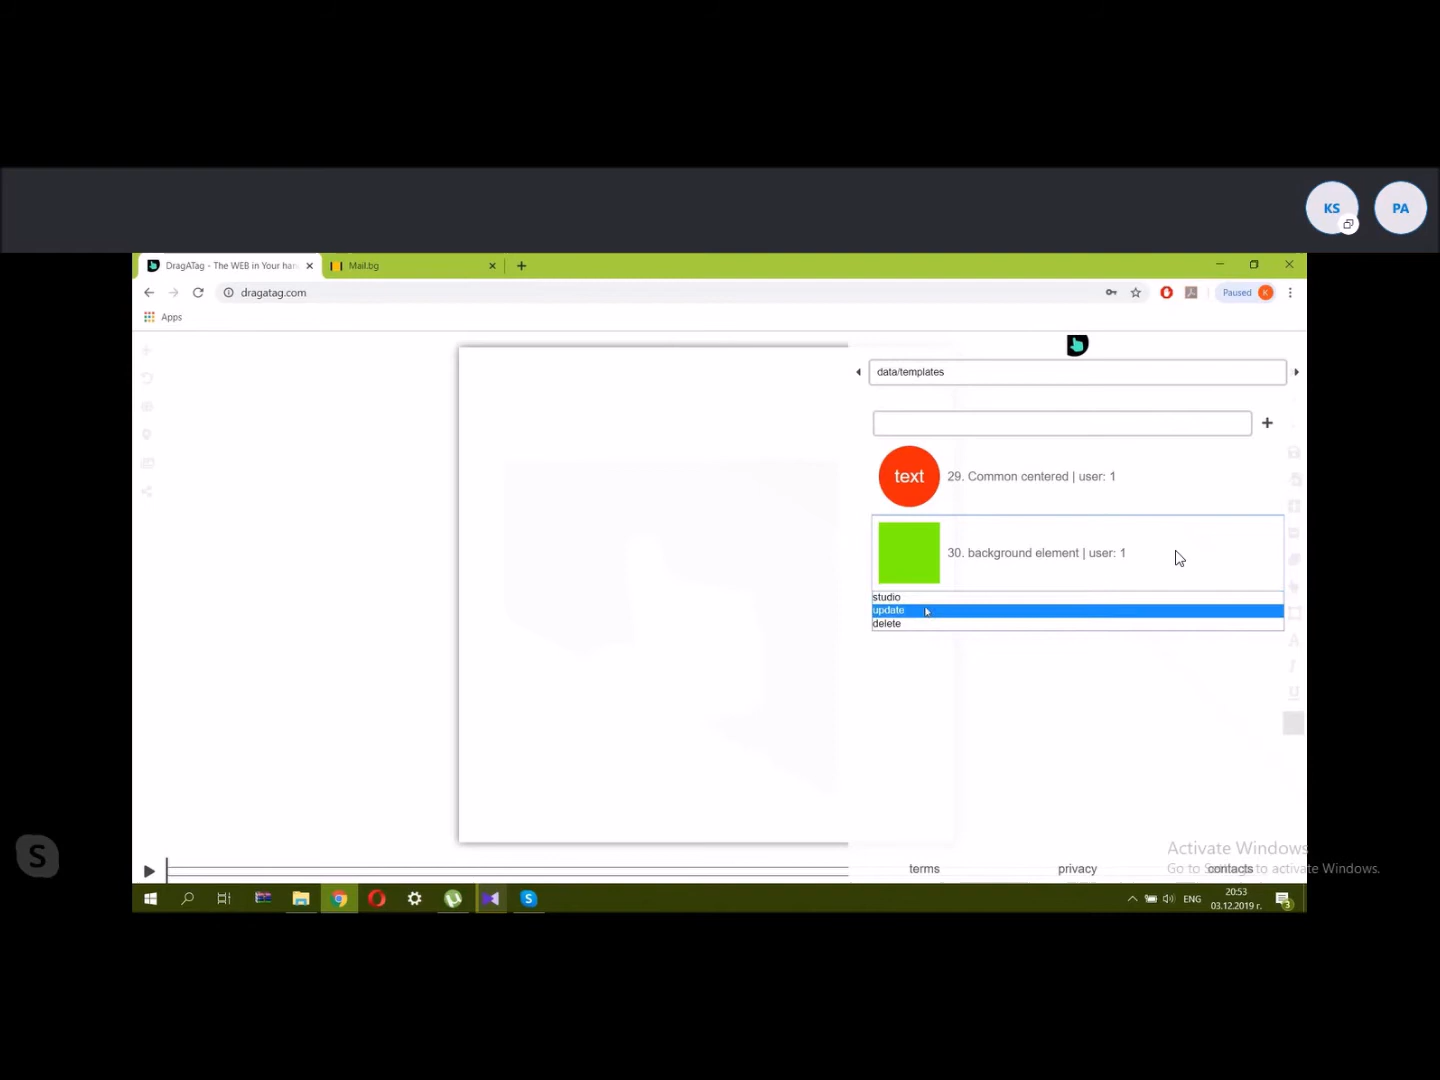 KS
PA
DragATag - The WEB in Your han
Mail.bg
dragatag.com
Paused
K
Apps
data/templates
text
29. Common centered | user: 1
30. background element | user: 1
studio
update
delete
A
I
U
Activate Windows
Go to Settings to activate Windows.
terms
privacy
contacts
S
ENG
20:53
03.12.2019 г.
3